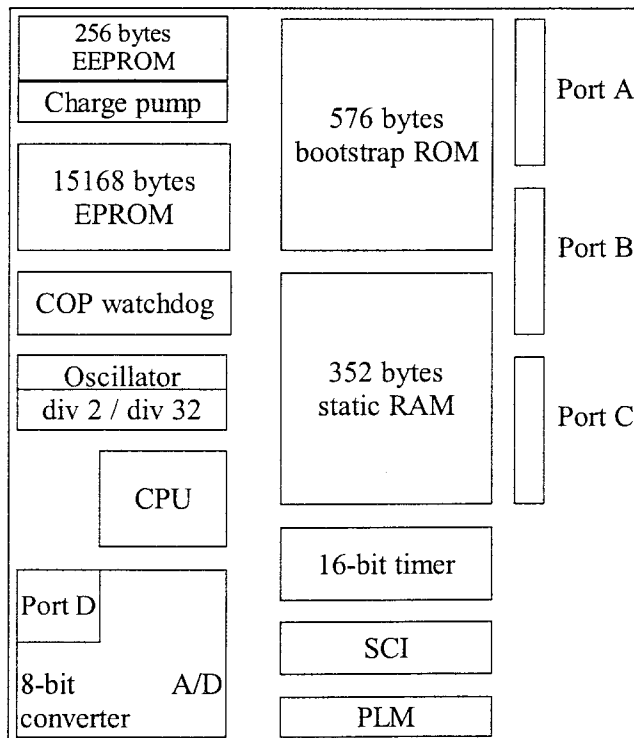 256 bytes
EEPROM
Charge pump
15168 bytes
EPROM
COP watchdog
Oscillator
div 2 / div 32
CPU
Port D
8-bit A/D
converter
576 bytes
bootstrap ROM
352 bytes
static RAM
16-bit timer
SCI
PLM
Port A
Port B
Port C